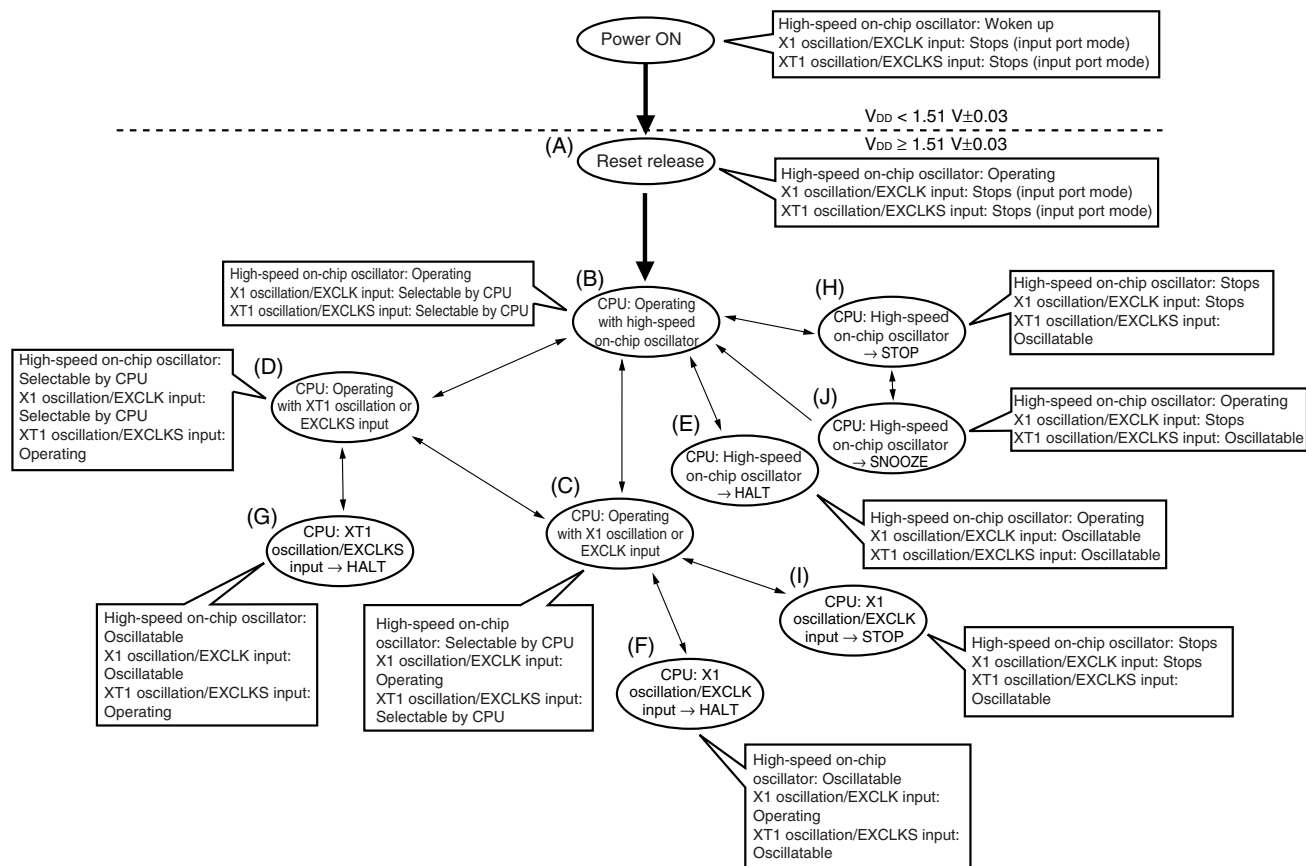 Power ON
High-speed on-chip oscillator: Woken up
X1 oscillation/EXCLK input: Stops (input port mode)
XT1 oscillation/EXCLKS input: Stops (input port mode)
VDD < 1.51 V±0.03
VDD ≥ 1.51 V±0.03
(A)
Reset release
High-speed on-chip oscillator: Operating
X1 oscillation/EXCLK input: Stops (input port mode)
XT1 oscillation/EXCLKS input: Stops (input port mode)
High-speed on-chip oscillator: Operating
X1 oscillation/EXCLK input: Selectable by CPU
XT1 oscillation/EXCLKS input: Selectable by CPU
(B)
CPU: Operating
with high-speed
on-chip oscillator
(H)
CPU: High-speed
on-chip oscillator
→ STOP
High-speed on-chip oscillator: Stops
X1 oscillation/EXCLK input: Stops
XT1 oscillation/EXCLKS input:
Oscillatable
High-speed on-chip oscillator:
Selectable by CPU
X1 oscillation/EXCLK input:
Selectable by CPU
XT1 oscillation/EXCLKS input:
Operating
(D)
CPU: Operating
with XT1 oscillation or
EXCLKS input
(J)
CPU: High-speed
on-chip oscillator
→ SNOOZE
High-speed on-chip oscillator: Operating
X1 oscillation/EXCLK input: Stops
XT1 oscillation/EXCLKS input: Oscillatable
(E)
CPU: High-speed
on-chip oscillator
→ HALT
High-speed on-chip oscillator: Operating
X1 oscillation/EXCLK input: Oscillatable
XT1 oscillation/EXCLKS input: Oscillatable
(C)
CPU: Operating
with X1 oscillation or
EXCLK input
(G)
CPU: XT1
oscillation/EXCLKS
input → HALT
High-speed on-chip oscillator:
Oscillatable
X1 oscillation/EXCLK input:
Oscillatable
XT1 oscillation/EXCLKS input:
Operating
High-speed on-chip
oscillator: Selectable by CPU
X1 oscillation/EXCLK input:
Operating
XT1 oscillation/EXCLKS input:
Selectable by CPU
(I)
CPU: X1
oscillation/EXCLK
input → STOP
High-speed on-chip oscillator: Stops
X1 oscillation/EXCLK input: Stops
XT1 oscillation/EXCLKS input:
Oscillatable
(F)
CPU: X1
oscillation/EXCLK
input → HALT
High-speed on-chip
oscillator: Oscillatable
X1 oscillation/EXCLK input:
Operating
XT1 oscillation/EXCLKS input:
Oscillatable